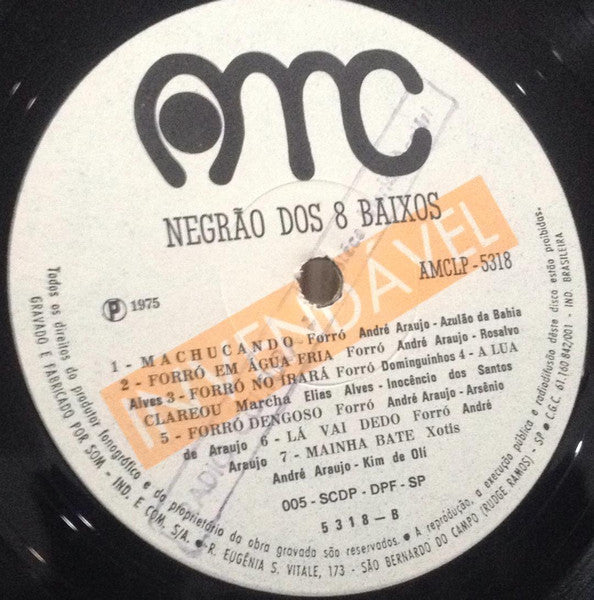 AMC
NEGRÃO DOS 8 BAIXOS
AMCLP - 5318
P 1975
INVENDÁVEL
1 - MACHUCANDO Forró André Araujo - Azulão da Bahia
2 - FORRÓ EM ÁGUA FRIA Forró André Araujo - Rosalvo
Alves 3 - FORRÓ NO IBIRÁ Forró Dominguinhos 4 - A LUA
CLAREOU Marcha Elias Alves - Inocêncio dos Santos
5 - FORRÓ DENGOSO Forró André Araujo - Arsênio
de Araujo 6 - LÁ VAI DEDO Forró André
Araujo 7 - MAINHA BATE Xotis
André Araujo - Kim de Oli
005 - SCDP - DPF - SP
5318 - B
Todos os direitos do produtor fonográfico e do proprietário da obra gravada são reservados. ● A reprodução, a execução pública e radiodifusão dêste disco estão proibidas.
GRAVADO E FABRICADO POR SOM - IND. E COM. S/A. ● R. EUGÊNIA S. VITALE, 173 - SÃO BERNARDO DO CAMPO (RUDGE RAMOS) - SP. ● C.G.C. 61.160 842/001 - IND. BRASILEIRA